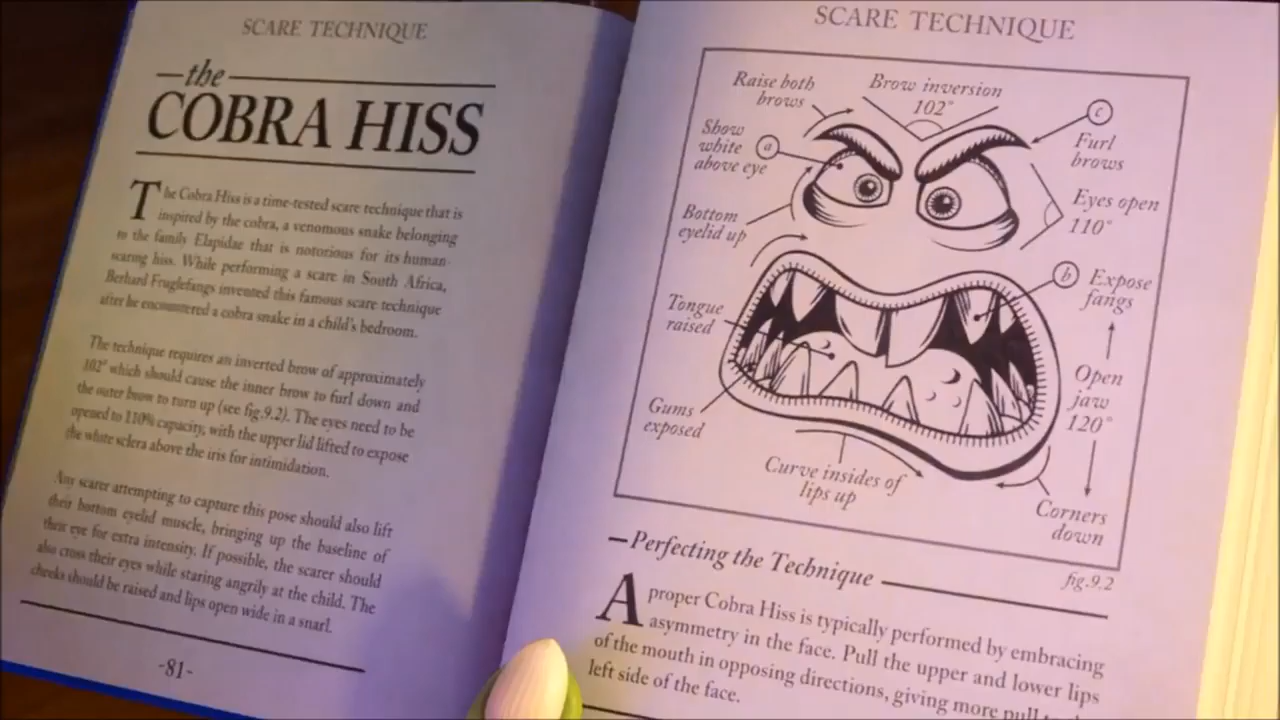 SCARE TECHNIQUE
the
COBRA HISS
The Cobra Hiss is a time-tested scare technique that is
inspired by the cobra, a venomous snake belonging
to the family Elapidae that is notorious for its human-
scaring hiss. While performing a scare in South Africa,
Berhard Fruglefangs invented this famous scare technique
after he encountered a cobra snake in a child's bedroom.
The technique requires an inverted brow of approximately
102° which should cause the inner brow to furl down and
the outer brow to turn up (see fig.9.2). The eyes need to be
opened to 110% capacity, with the upper lid lifted to expose
the white sclera above the iris for intimidation.
Any scarer attempting to capture this pose should also lift
their bottom eyelid muscle, bringing up the baseline of
their eye for extra intensity. If possible, the scarer should
also cross their eyes while staring angrily at the child. The
cheeks should be raised and lips open wide in a snarl.
-81-
SCARE TECHNIQUE
Raise both
brows
Brow inversion
102°
c
Furl
brows
Show
white
above eye
a
Eyes open
110°
Bottom
eyelid up
b
Expose
fangs
Tongue
raised
Open
jaw
120°
Gums
exposed
Curve insides of
lips up
Corners
down
fig.9.2
Perfecting the Technique
A proper Cobra Hiss is typically performed by embracing
asymmetry in the face. Pull the upper and lower lips
of the mouth in opposing directions, giving more pull
left side of the face.